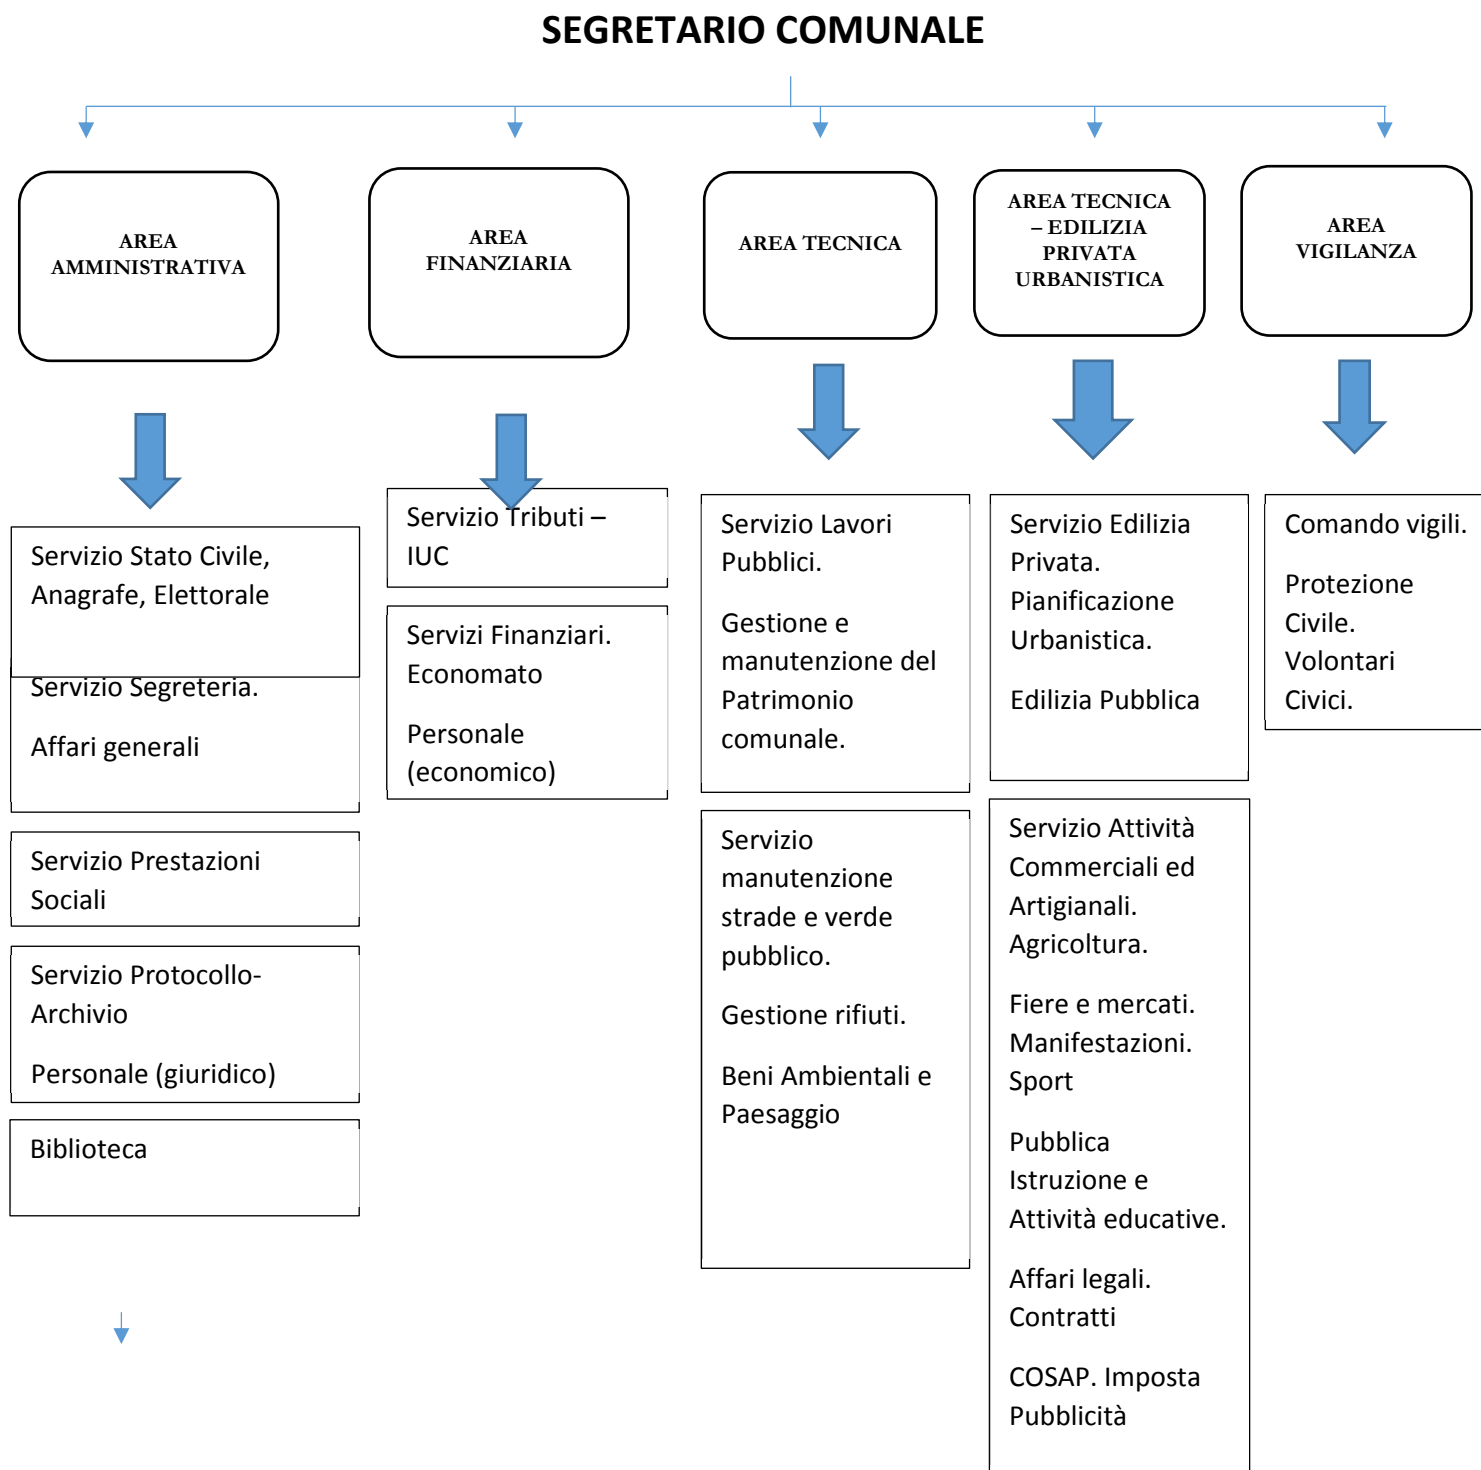 SEGRETARIO COMUNALE
AREA
AMMINISTRATIVA
AREA
FINANZIARIA
AREA TECNICA
AREA TECNICA
– EDILIZIA
PRIVATA
URBANISTICA
AREA
VIGILANZA
Servizio Stato Civile,
Anagrafe, Elettorale
Servizio Segreteria.
Affari generali
Servizio Prestazioni
Sociali
Servizio Protocollo-
Archivio
Personale (giuridico)
Biblioteca
Servizio Tributi –
IUC
Servizi Finanziari.
Economato
Personale
(economico)
Servizio Lavori
Pubblici.
Gestione e
manutenzione del
Patrimonio
comunale.
Servizio
manutenzione
strade e verde
pubblico.
Gestione rifiuti.
Beni Ambientali e
Paesaggio
Servizio Edilizia
Privata.
Pianificazione
Urbanistica.
Edilizia Pubblica
Servizio Attività
Commerciali ed
Artigianali.
Agricoltura.
Fiere e mercati.
Manifestazioni.
Sport
Pubblica
Istruzione e
Attività educative.
Affari legali.
Contratti
COSAP. Imposta
Pubblicità
Comando vigili.
Protezione
Civile.
Volontari
Civici.